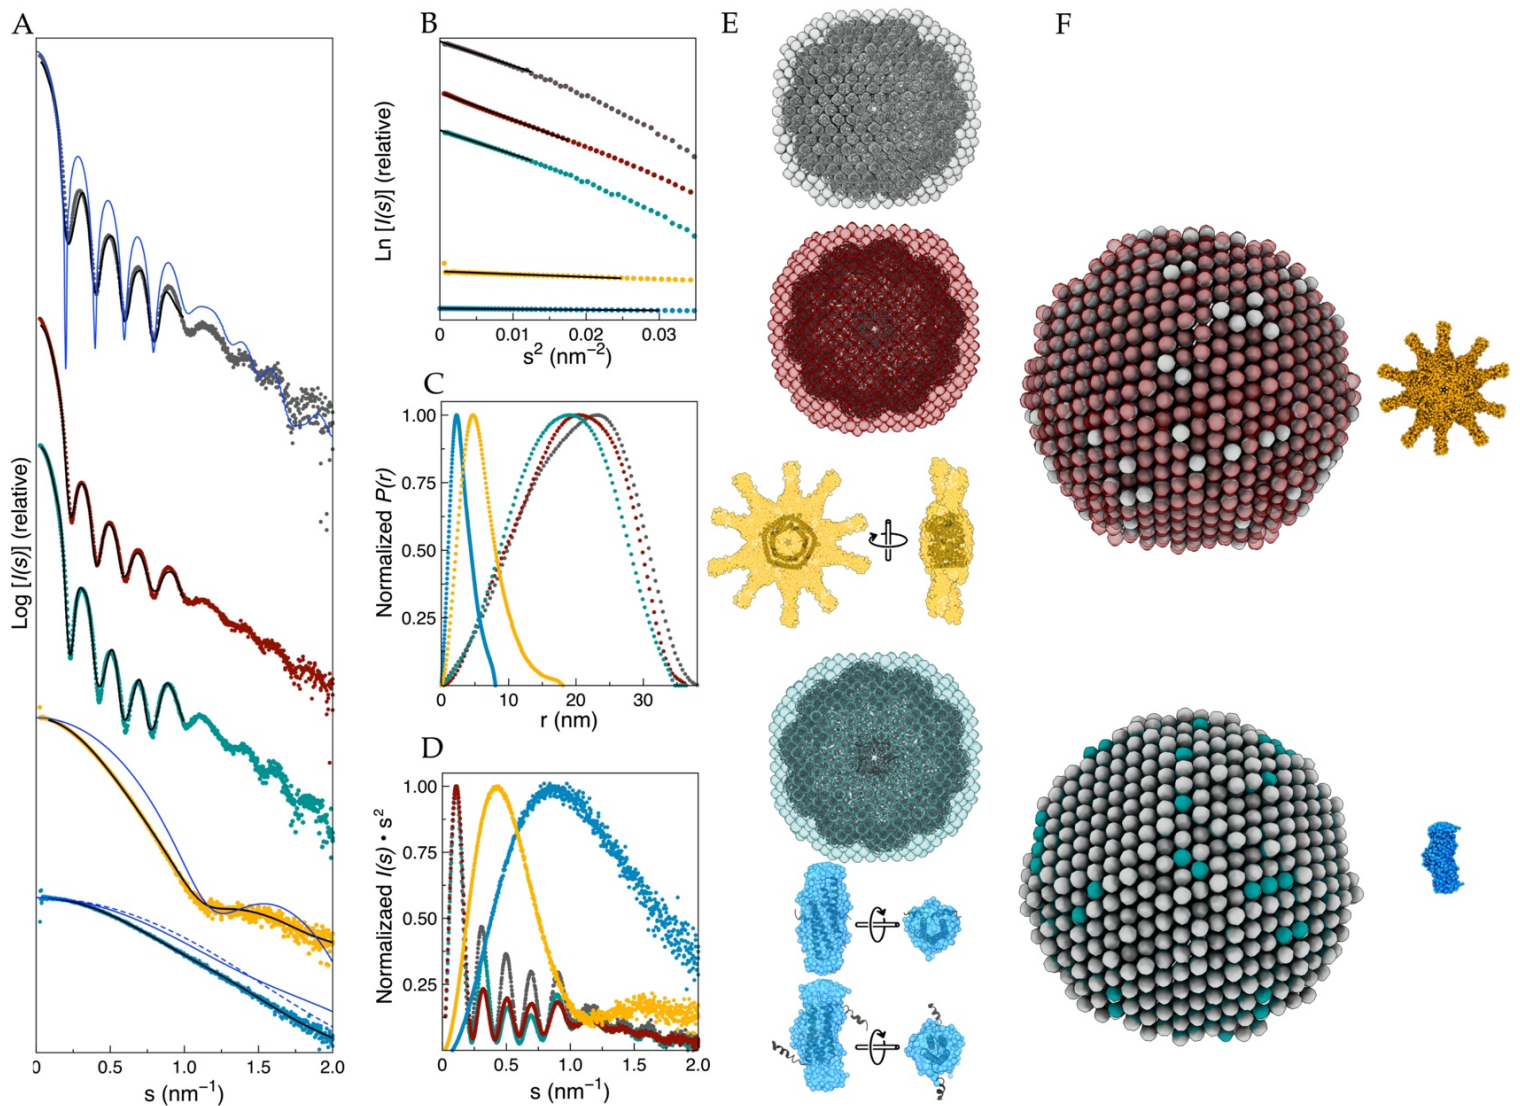 A
B
E
F
Log [I(s)] (relative)
0
0.5
1.0
1.5
2.0
s (nm⁻¹)
Ln [I(s)] (relative)
0
0.01
0.02
0.03
s² (nm⁻²)
C
1.00
0.75
0.50
0.25
Normalized P(r)
0
10
20
30
r (nm)
D
1.00
0.75
0.50
0.25
Normalizaed I(s) • s²
0
0.5
1.0
1.5
2.0
s (nm⁻¹)